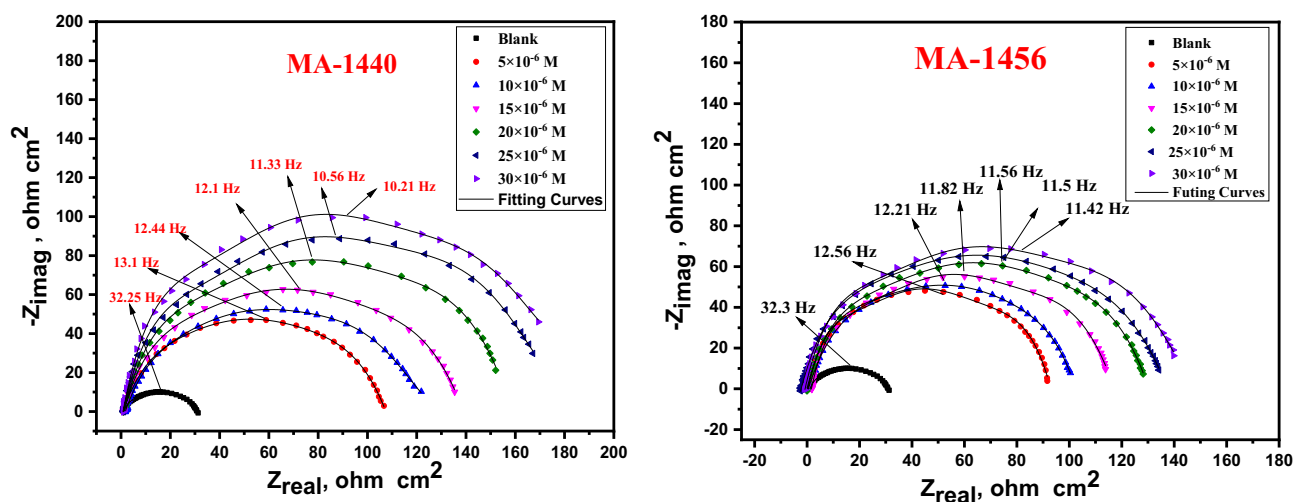 MA-1440
Blank
5×10⁻⁶ M
10×10⁻⁶ M
15×10⁻⁶ M
20×10⁻⁶ M
25×10⁻⁶ M
30×10⁻⁶ M
Fitting Curves
200
180
160
140
120
100
80
60
40
20
0
-Zimag , ohm cm²
11.33 Hz
10.56 Hz
10.21 Hz
12.1 Hz
12.44 Hz
13.1 Hz
32.25 Hz
0 20 40 60 80 100 120 140 160 180 200
Zreal, ohm cm²
MA-1456
Blank
5×10⁻⁶ M
10×10⁻⁶ M
15×10⁻⁶ M
20×10⁻⁶ M
25×10⁻⁶ M
30×10⁻⁶ M
Futing Curves
180
160
140
120
100
80
60
40
20
0
-20
-Zimag , ohm cm²
11.56 Hz
11.82 Hz
11.5 Hz
12.21 Hz
11.42 Hz
12.56 Hz
32.3 Hz
-20 0 20 40 60 80 100 120 140 160 180
Zreal, ohm cm²